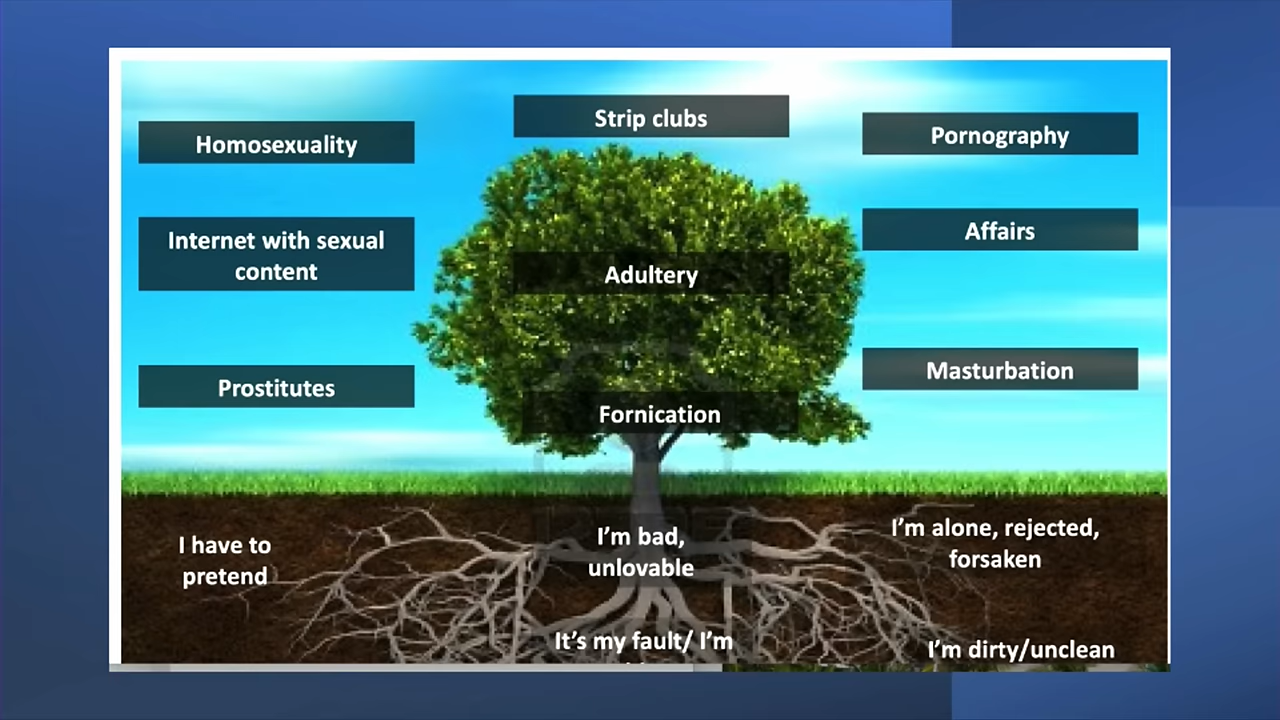 Strip clubs
Homosexuality
Pornography
Internet with sexual
content
Affairs
Adultery
Prostitutes
Masturbation
Fornication
I have to
pretend
I'm bad,
unlovable
I'm alone, rejected,
forsaken
It's my fault/ I'm
I'm dirty/unclean